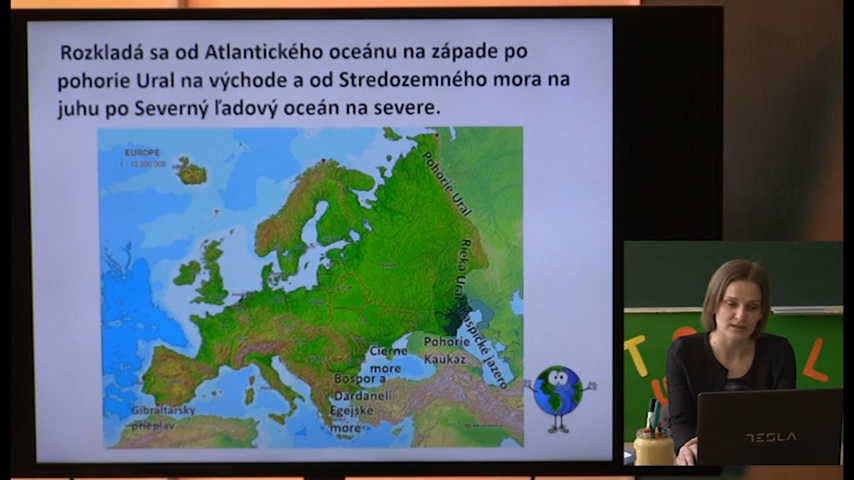 Rozkladá sa od Atlantického oceánu na západe po
pohorie Ural na východe a od Stredozemného mora na
juhu po Severný ľadový oceán na severe.
EUROPE
Pohorie Ural
Rieka Ural
Kaspické jazero
Pohorie
Kaukaz
Čierne
more
Bospor a
Dardanely
Egejské
more
Gibraltársky
prieplav
TESLA